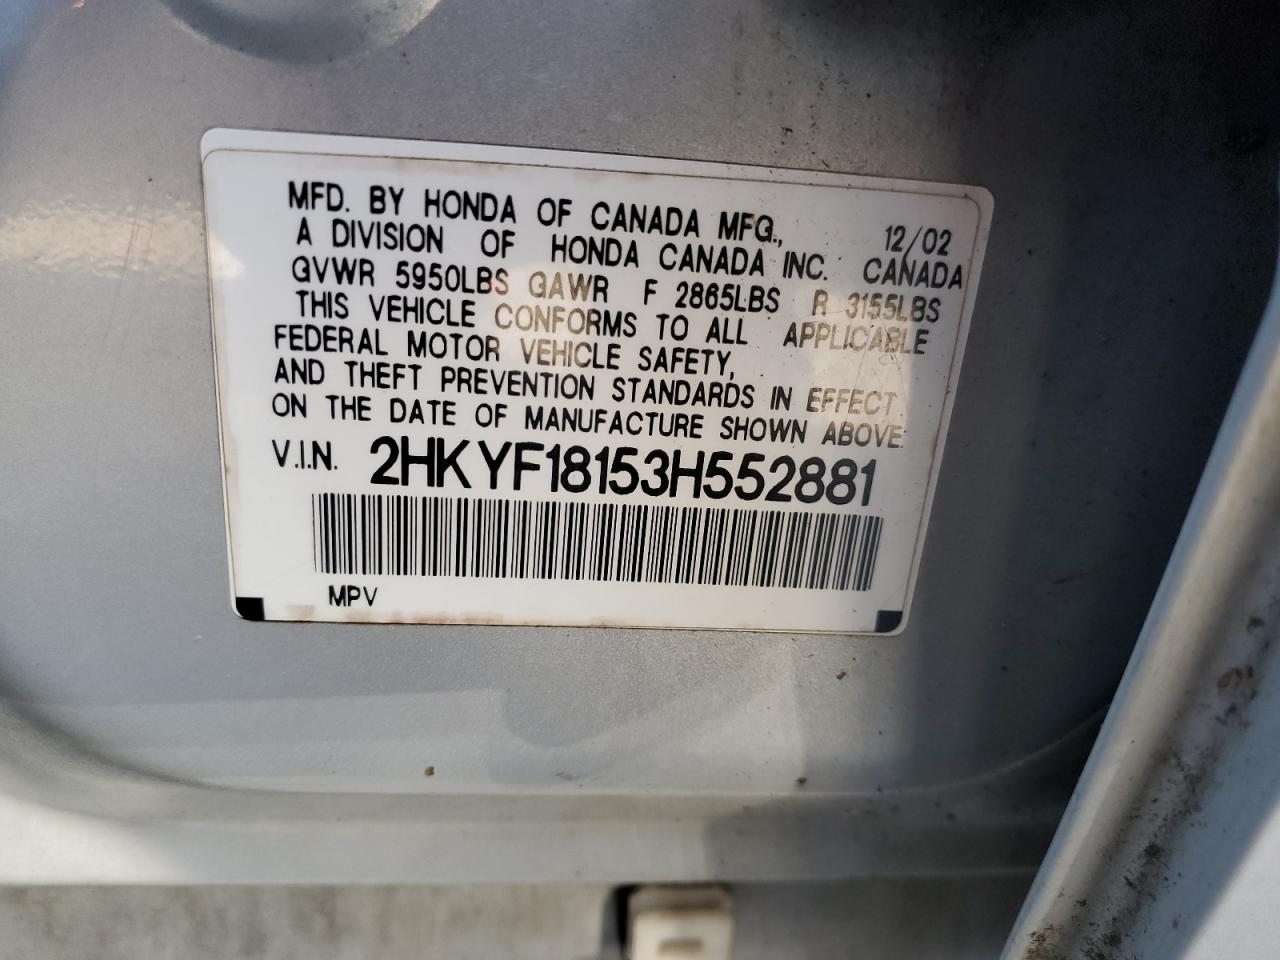 MFD. BY HONDA OF CANADA MFG., 12/02
A DIVISION OF HONDA CANADA INC. CANADA
GVWR 5950LBS GAWR F 2865LBS R 3155LBS
THIS VEHICLE CONFORMS TO ALL APPLICABLE
FEDERAL MOTOR VEHICLE SAFETY,
AND THEFT PREVENTION STANDARDS IN EFFECT
ON THE DATE OF MANUFACTURE SHOWN ABOVE.
V.I.N. 2HKYF18153H552881
MPV